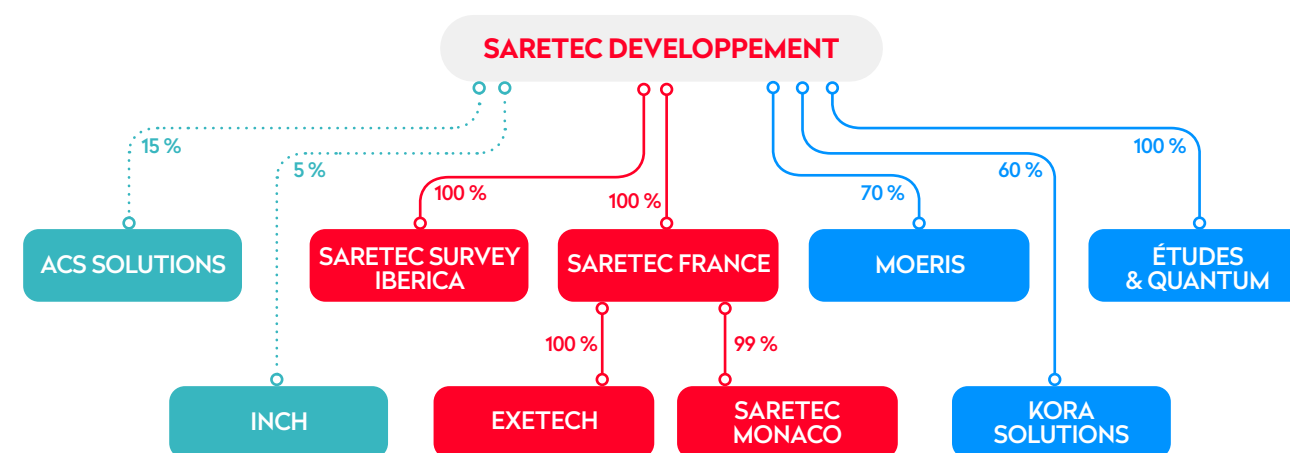 SARETEC DEVELOPPEMENT
15 %
5 %
100 %
100 %
70 %
60 %
100 %
ACS SOLUTIONS
SARETEC SURVEY
IBERICA
SARETEC FRANCE
MOERIS
ÉTUDES
& QUANTUM
100 %
99 %
INCH
EXETECH
SARETEC
MONACO
KORA
SOLUTIONS